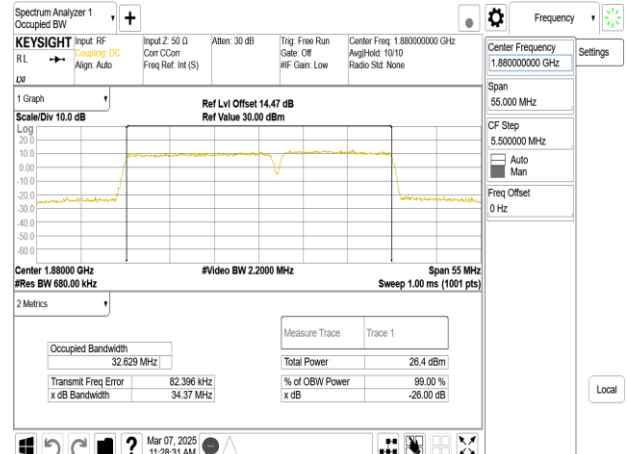 Spectrum Analyzer 1
Occupied BW
Frequency
KEYSIGHT
Input: RF
Coupling: DC
Align: Auto
Input Z: 50 Ω
Corr CCorr
Freq Ref: Int (S)
Atten: 30 dB
Trig: Free Run
Gate: Off
#IF Gain: Low
Center Freq: 1.880000000 GHz
Avg|Hold: 10/10
Radio Std: None
RL
LXI
Center Frequency
1.880000000 GHz
Settings
Span
55.000 MHz
CF Step
5.500000 MHz
Auto
Man
Freq Offset
0 Hz
1 Graph
Ref Lvl Offset 14.47 dB
Scale/Div 10.0 dB
Ref Value 30.00 dBm
Log
20.0
10.0
0.00
-10.0
-20.0
-30.0
-40.0
-50.0
-60.0
Center 1.88000 GHz
#Video BW 2.2000 MHz
Span 55 MHz
#Res BW 680.00 kHz
Sweep 1.00 ms (1001 pts)
2 Metrics
Measure Trace
Trace 1
Occupied Bandwidth
32.629 MHz
Total Power
26.4 dBm
Transmit Freq Error
82.396 kHz
% of OBW Power
99.00 %
x dB Bandwidth
34.37 MHz
x dB
-26.00 dB
Local
?
Mar 07, 2025
11:28:31 AM